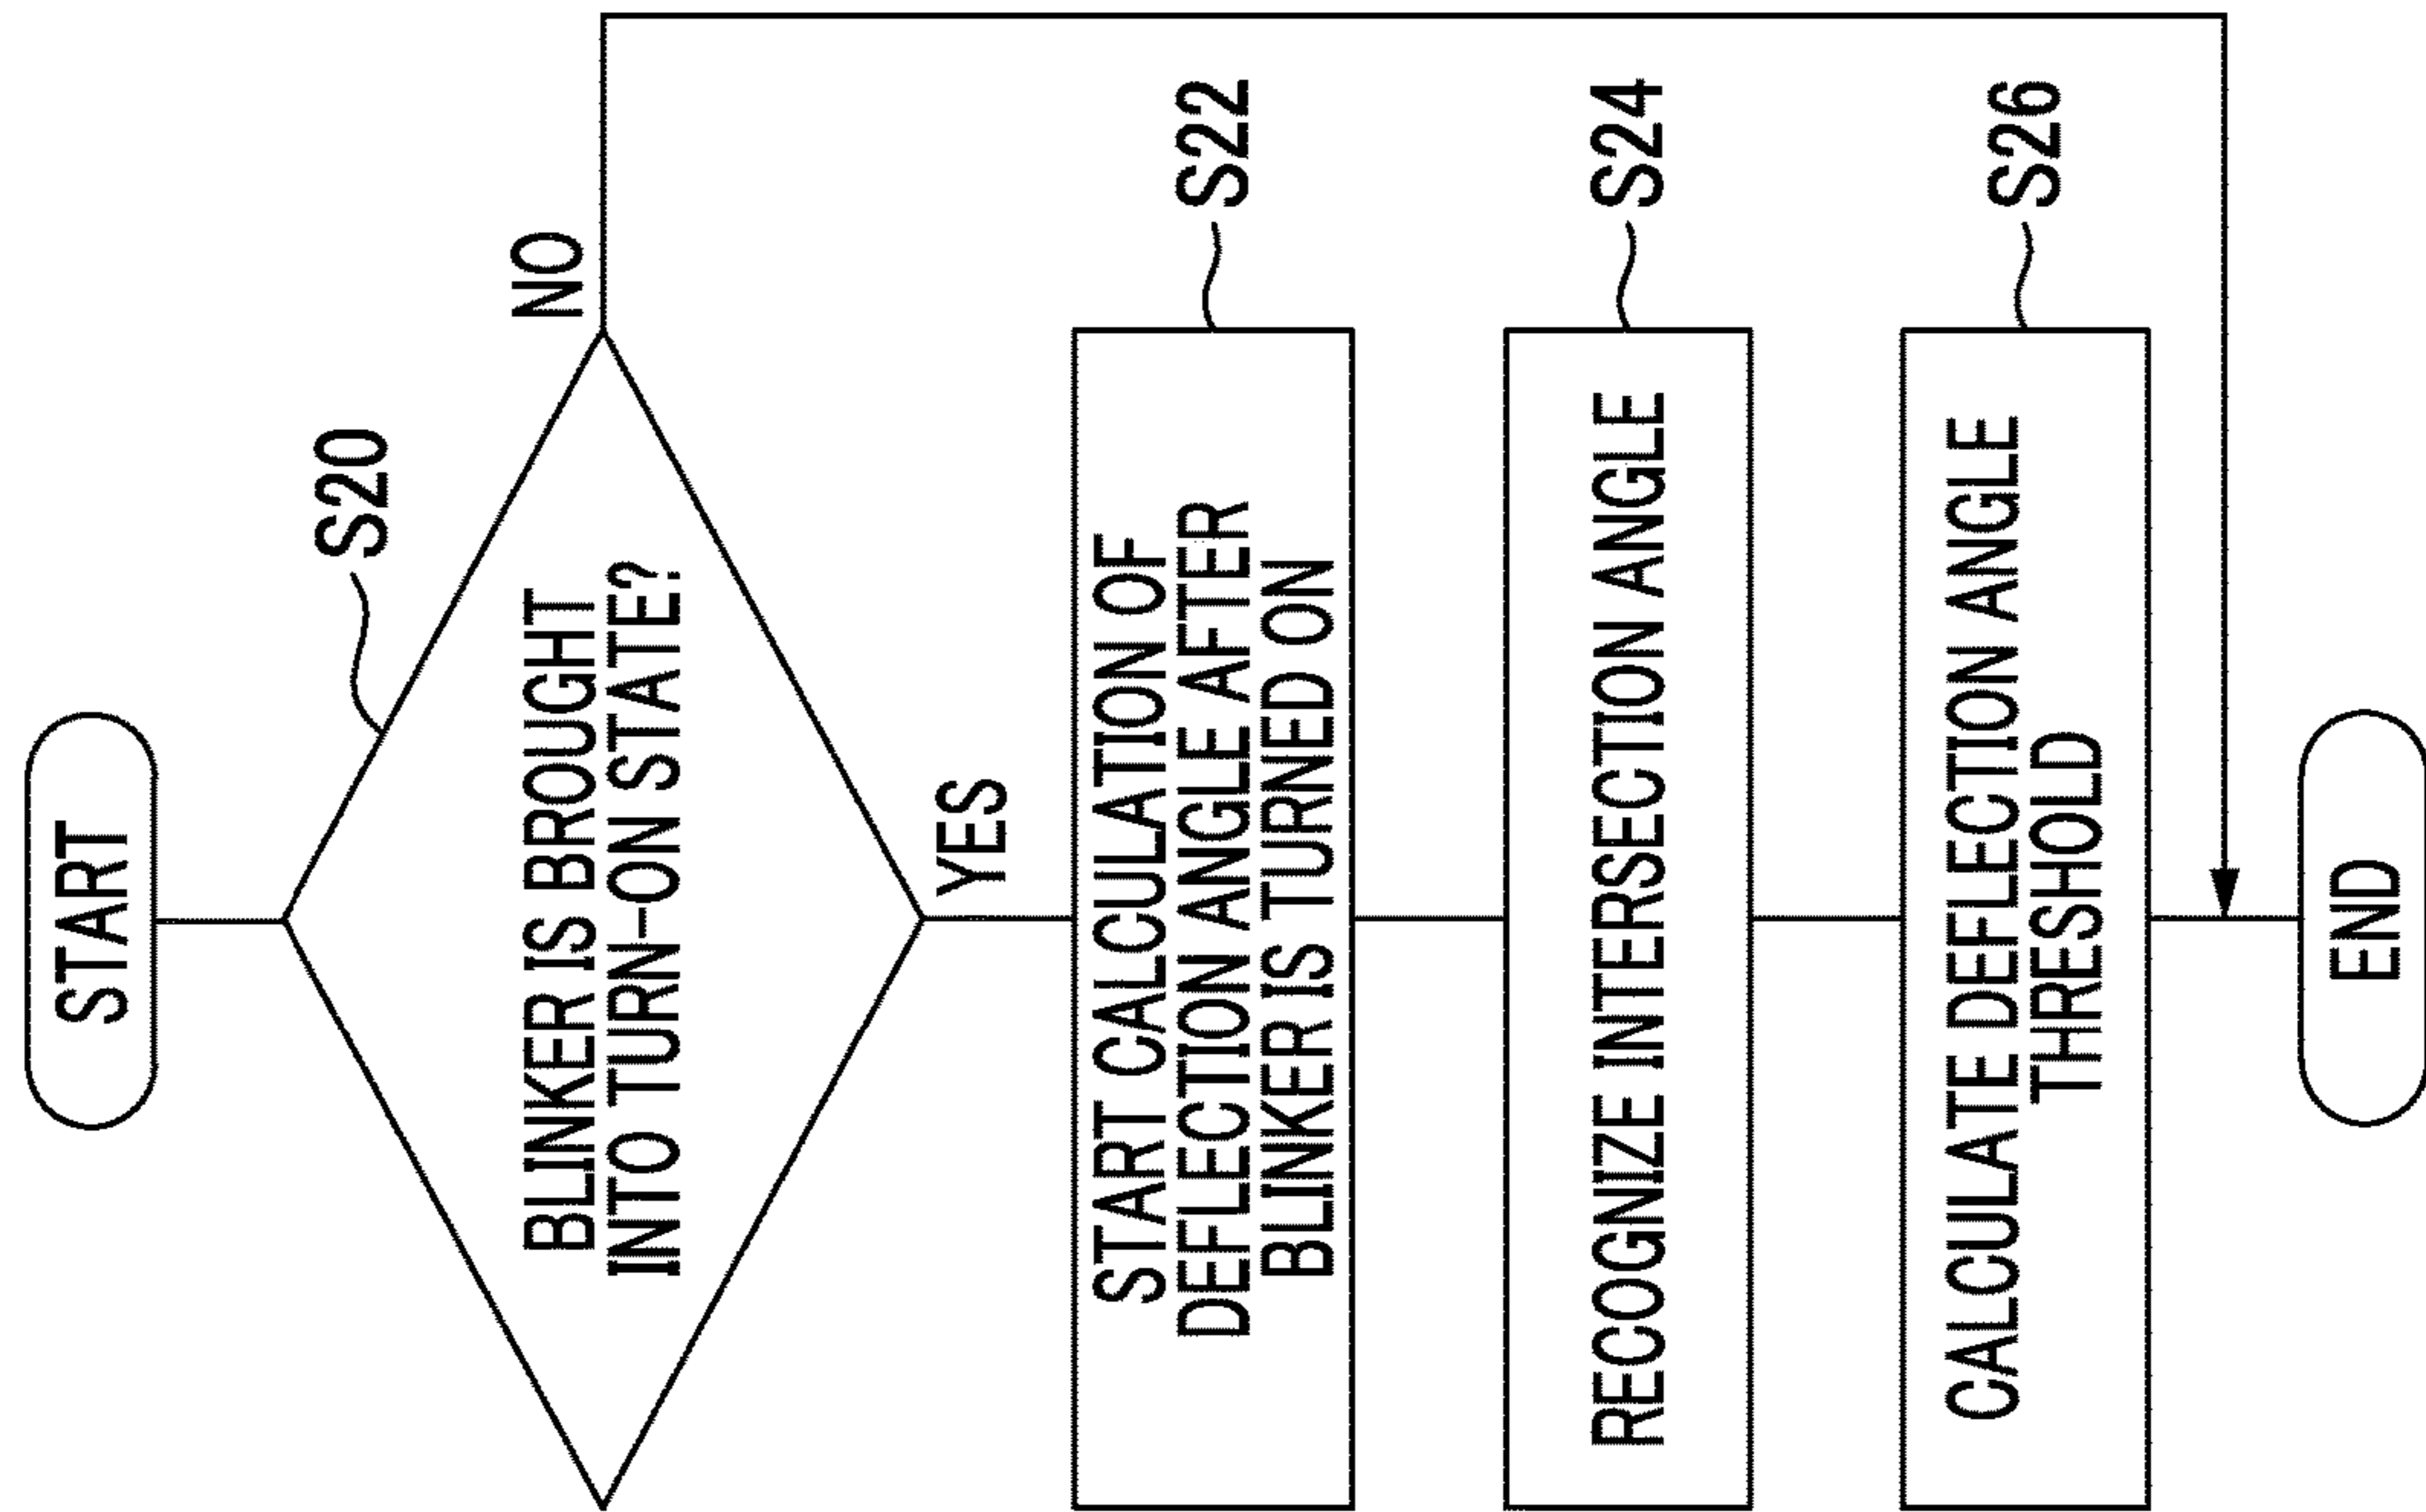 START
S20
BLINKER IS BROUGHT
INTO TURN-ON STATE?
NO
YES
START CALCULATION OF
DEFLECTION ANGLE AFTER
BLINKER IS TURNED ON
S22
RECOGNIZE INTERSECTION ANGLE
S24
CALCULATE DEFLECTION ANGLE
THRESHOLD
S26
END